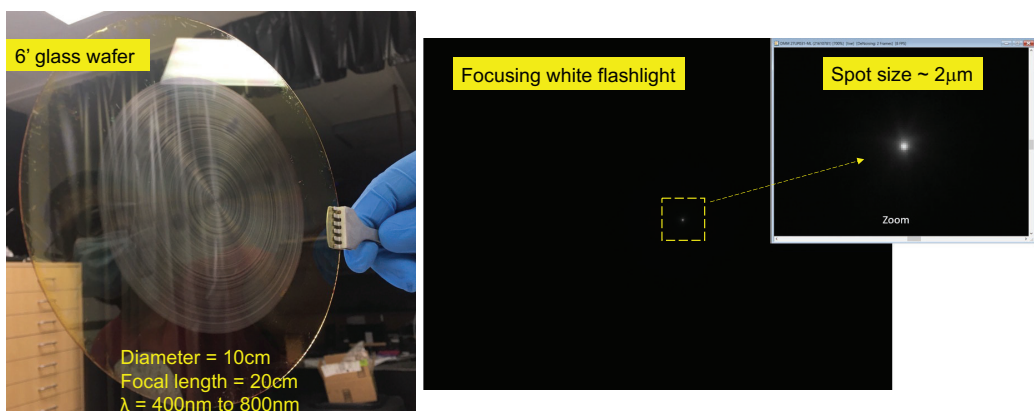 6’ glass wafer
Diameter = 10cm
Focal length = 20cm
λ = 400nm to 800nm
Focusing white flashlight
Spot size ~ 2μm
Zoom